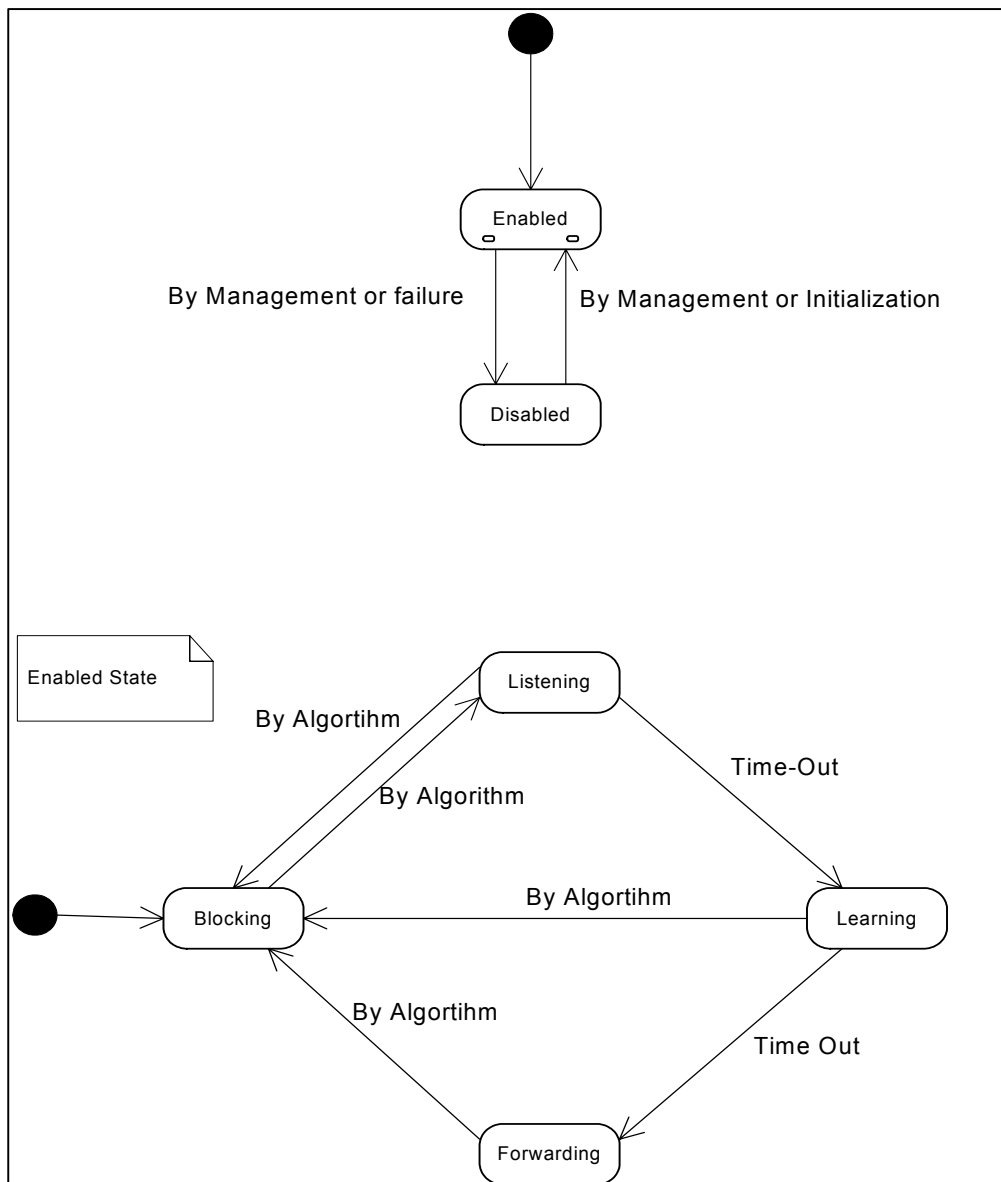 Enabled
By Management or failure
By Management or Initialization
Disabled
Enabled State
Listening
By Algortihm
Time-Out
By Algorithm
Blocking
By Algortihm
Learning
By Algortihm
Time Out
Forwarding